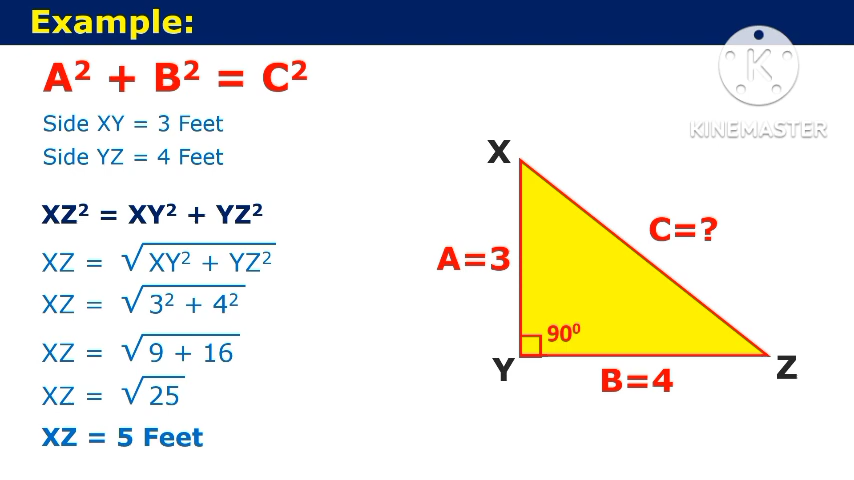 Example:
A² + B² = C²
Side XY = 3 Feet
Side YZ = 4 Feet
XZ² = XY² + YZ²
XZ = √XY² + YZ²
XZ = √3² + 4²
XZ = √9 + 16
XZ = √25
XZ = 5 Feet
K
KINEMASTER
X
C=?
A=3
90⁰
Y
Z
B=4